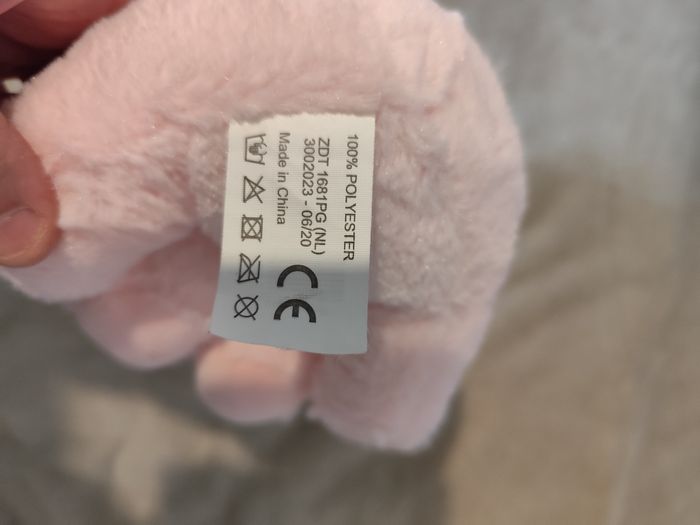 100% POLYESTER
ZDT 1681PG (NL)
3002023 - 06/20
Made in China
CE